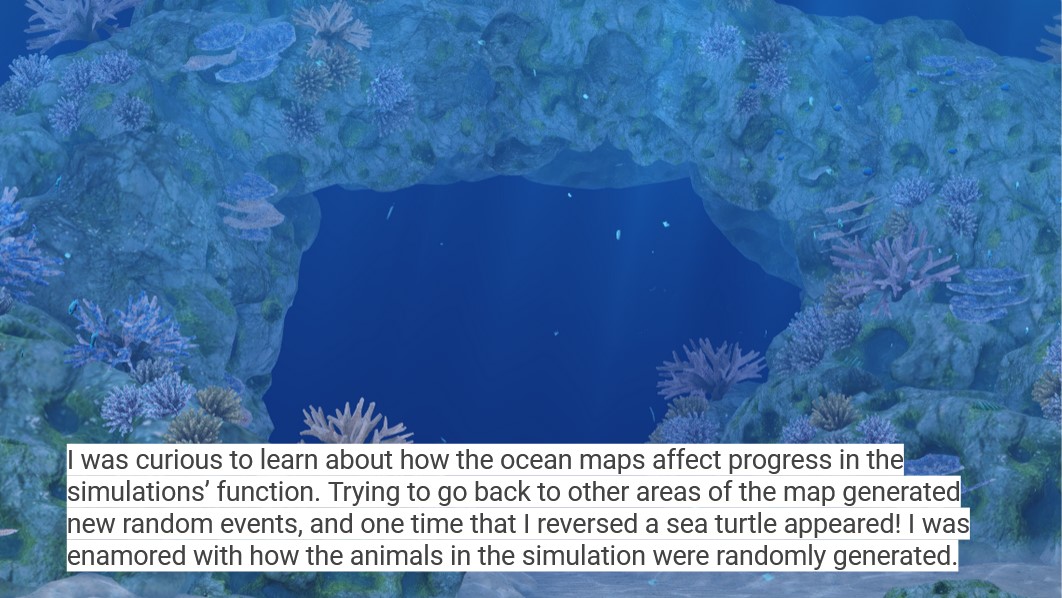 I was curious to learn about how the ocean maps affect progress in the
simulations’ function. Trying to go back to other areas of the map generated
new random events, and one time that I reversed a sea turtle appeared! I was
enamored with how the animals in the simulation were randomly generated.